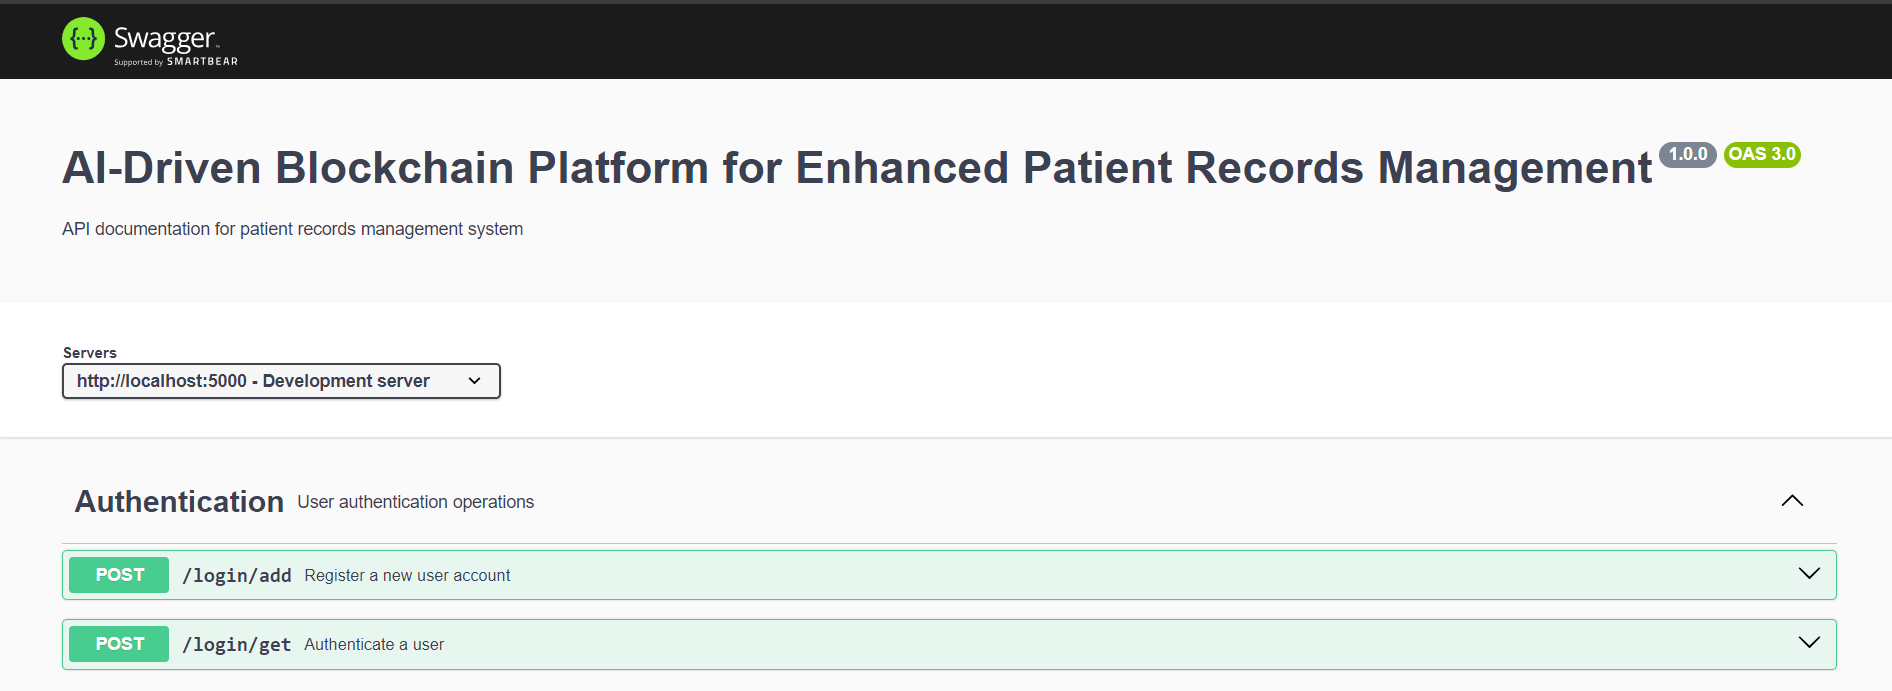 {···} Swagger™
Supported by SMARTBEAR
AI-Driven Blockchain Platform for Enhanced Patient Records Management 1.0.0 OAS 3.0
API documentation for patient records management system
Servers
http://localhost:5000 - Development server
Authentication User authentication operations
POST /login/add Register a new user account
POST /login/get Authenticate a user